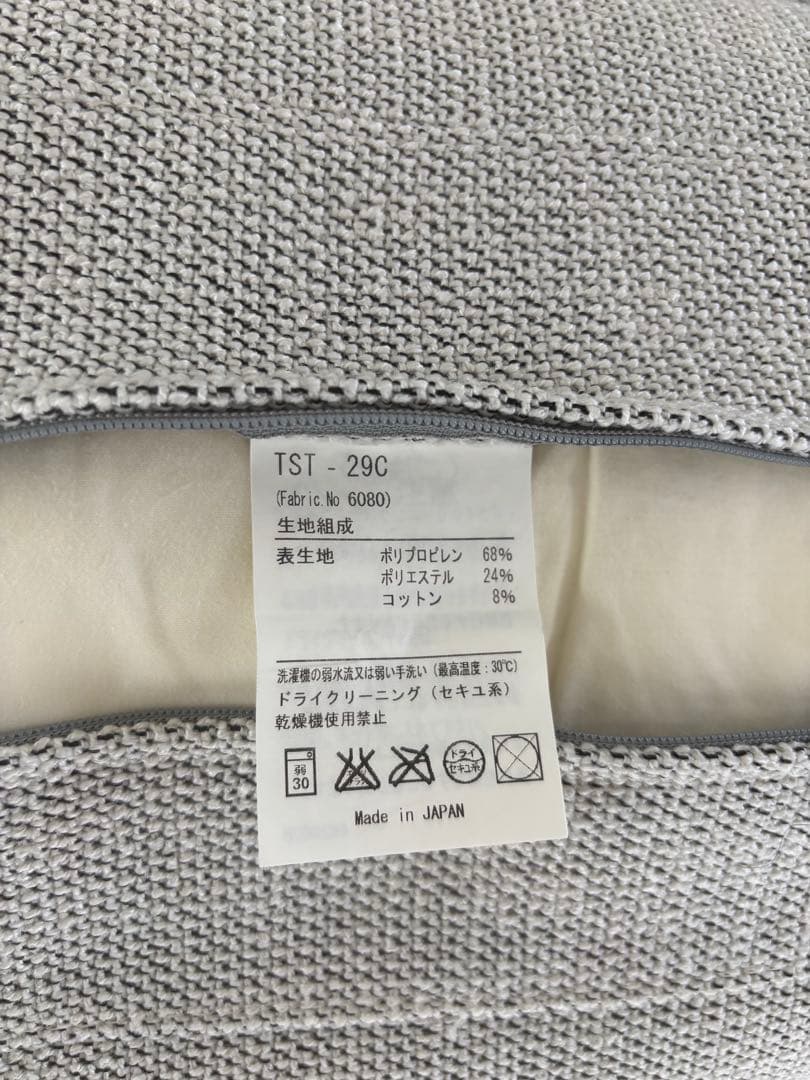 TST - 29C
(Fabric.No 6080)
生地組成
表生地 ポリプロピレン 68%
ポリエステル 24%
コットン 8%
洗濯機の弱水流又は弱い手洗い（最高温度：30℃）
ドライクリーニング（セキユ系）
乾燥機使用禁止
弱
30
ドライ
セキユ系
Made in JAPAN